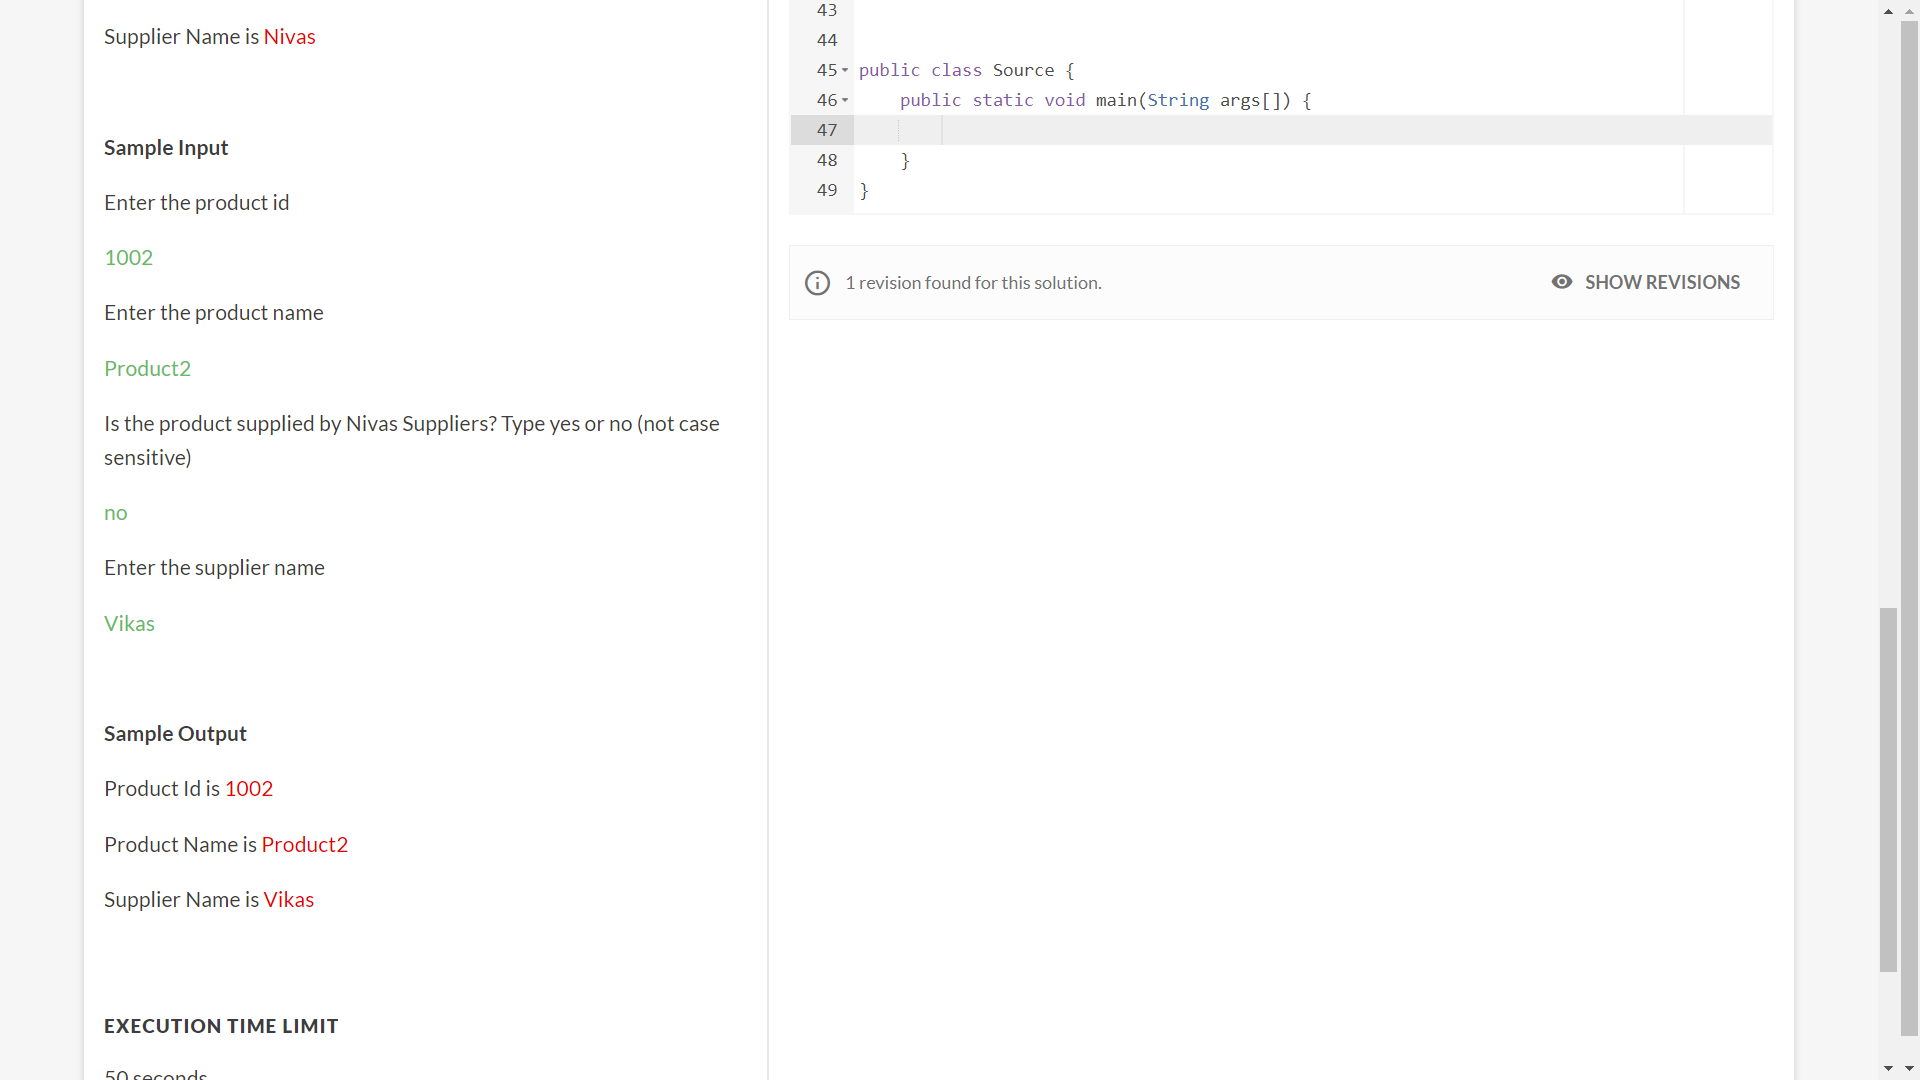 Supplier Name is Nivas
Sample Input
Enter the product id
1002
Enter the product name
Product2
Is the product supplied by Nivas Suppliers? Type yes or no (not case
sensitive)
no
Enter the supplier name
Vikas
Sample Output
Product Id is 1002
Product Name is Product2
Supplier Name is Vikas
EXECUTION TIME LIMIT
50 seconds
43
44
45 public class Source {
46 public static void main(String args[]) {
47
48 }
49 }
1 revision found for this solution.
SHOW REVISIONS